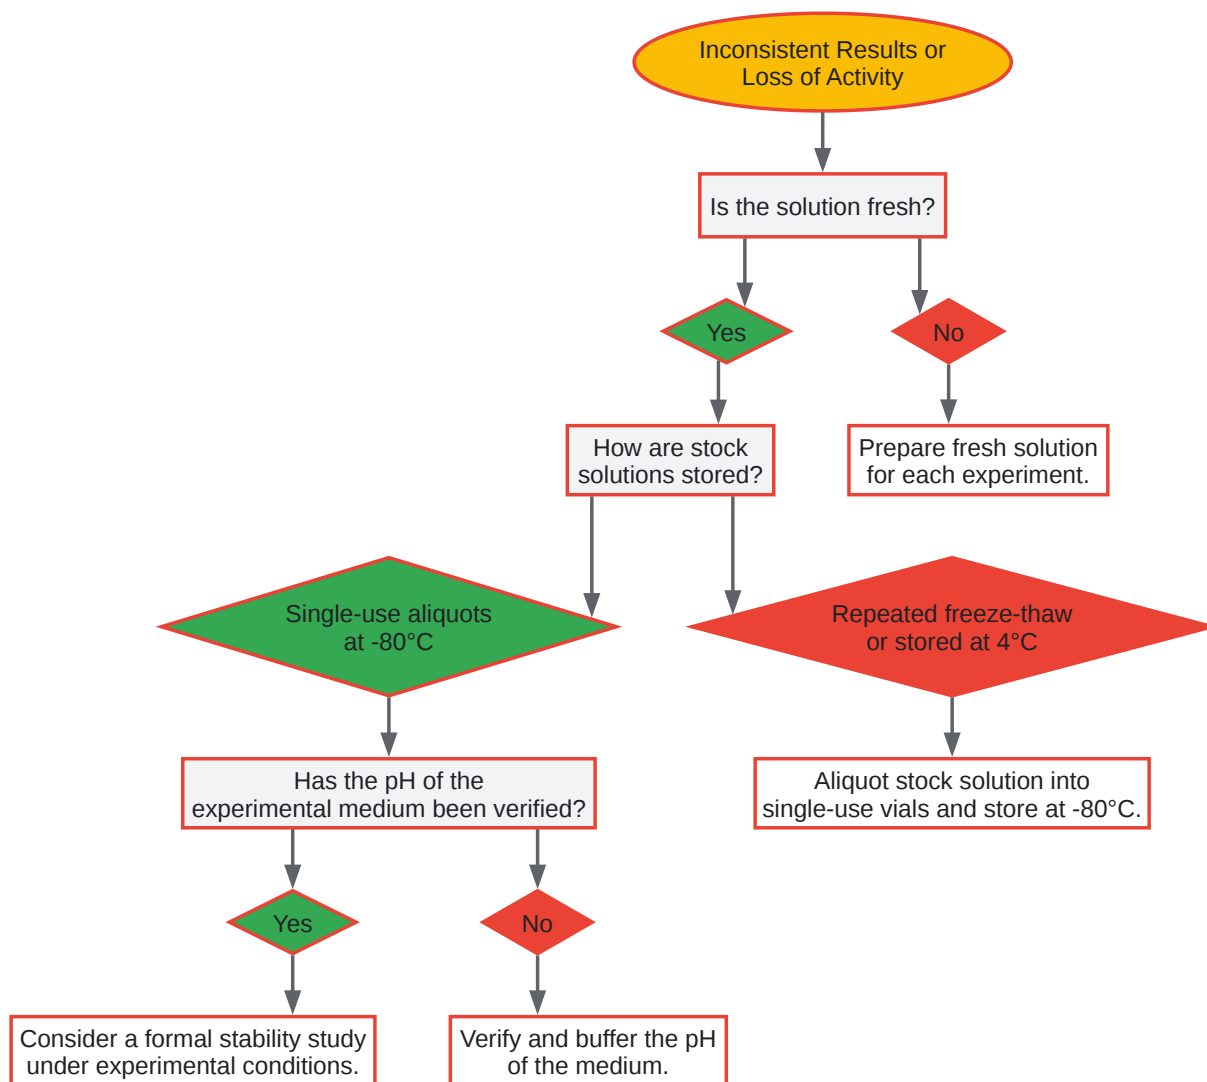 Inconsistent Results or
Loss of Activity
Is the solution fresh?
Yes
No
How are stock
solutions stored?
Prepare fresh solution
for each experiment.
Single-use aliquots
at -80°C
Repeated freeze-thaw
or stored at 4°C
Has the pH of the
experimental medium been verified?
Aliquot stock solution into
single-use vials and store at -80°C.
Yes
No
Consider a formal stability study
under experimental conditions.
Verify and buffer the pH
of the medium.